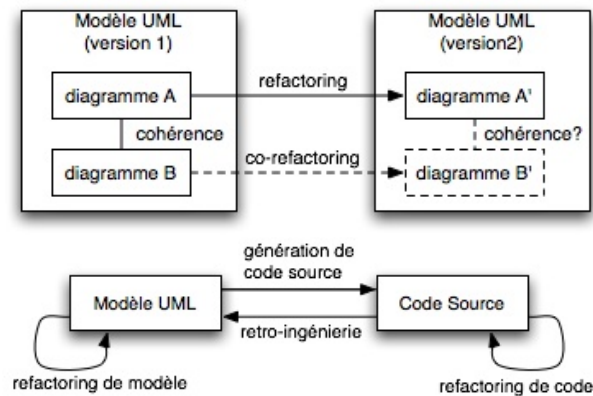 Modèle UML
(version 1)
Modèle UML
(version2)
diagramme A
refactoring
diagramme A'
cohérence
cohérence?
diagramme B
co-refactoring
diagramme B'
génération de
code source
Modèle UML
Code Source
retro-ingénierie
refactoring de modèle
refactoring de code